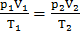 p₁V₁/T₁ = p₂V₂/T₂